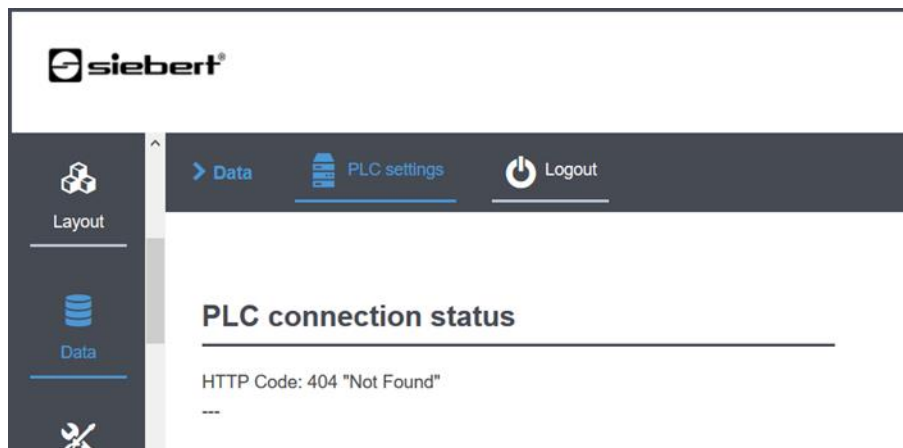 siebert®
Data
PLC settings
Logout
Layout
Data
PLC connection status
HTTP Code: 404 "Not Found"
---